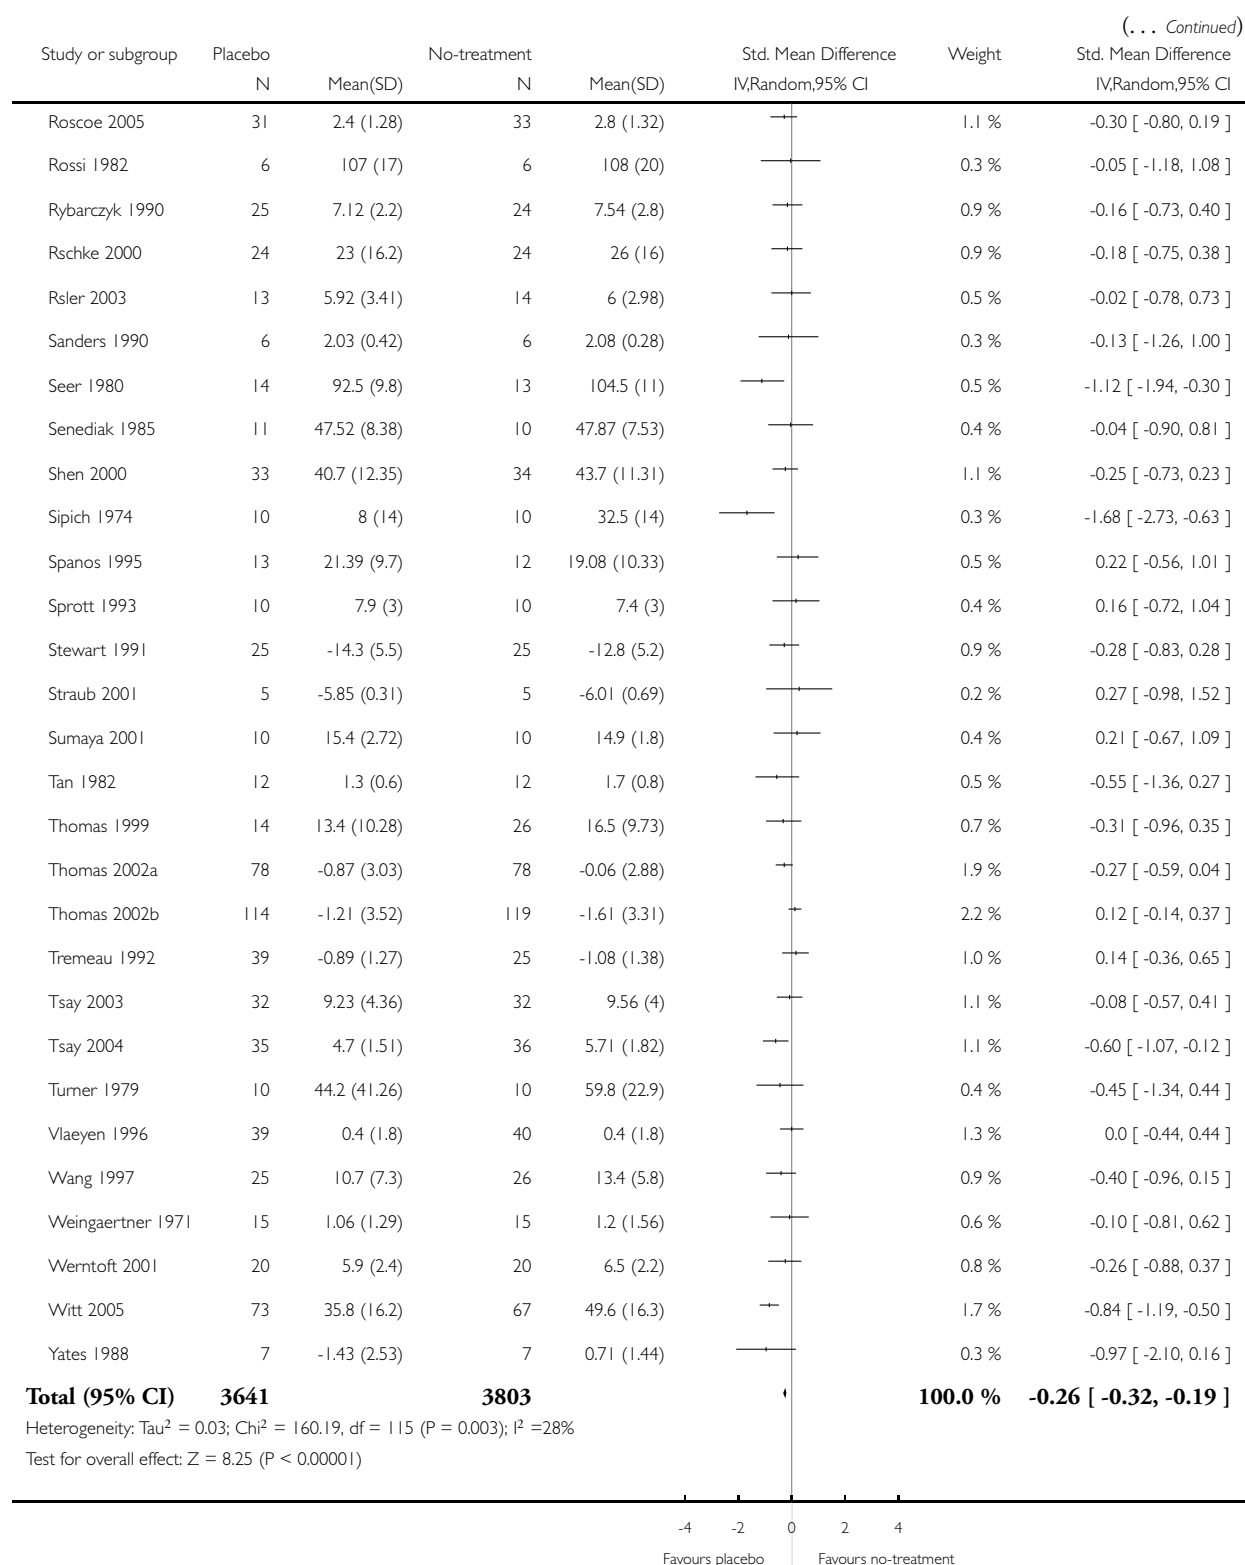 (... Continued)
Study or subgroup Placebo No-treatment Std. Mean Difference Weight Std. Mean Difference
N Mean(SD) N Mean(SD) IV,Random,95% CI IV,Random,95% CI
Roscoe 2005 31 2.4 (1.28) 33 2.8 (1.32) 1.1 % -0.30 [ -0.80, 0.19 ]
Rossi 1982 6 107 (17) 6 108 (20) 0.3 % -0.05 [ -1.18, 1.08 ]
Rybarczyk 1990 25 7.12 (2.2) 24 7.54 (2.8) 0.9 % -0.16 [ -0.73, 0.40 ]
Rschke 2000 24 23 (16.2) 24 26 (16) 0.9 % -0.18 [ -0.75, 0.38 ]
Rsler 2003 13 5.92 (3.41) 14 6 (2.98) 0.5 % -0.02 [ -0.78, 0.73 ]
Sanders 1990 6 2.03 (0.42) 6 2.08 (0.28) 0.3 % -0.13 [ -1.26, 1.00 ]
Seer 1980 14 92.5 (9.8) 13 104.5 (11) 0.5 % -1.12 [ -1.94, -0.30 ]
Senediak 1985 11 47.52 (8.38) 10 47.87 (7.53) 0.4 % -0.04 [ -0.90, 0.81 ]
Shen 2000 33 40.7 (12.35) 34 43.7 (11.31) 1.1 % -0.25 [ -0.73, 0.23 ]
Sipich 1974 10 8 (14) 10 32.5 (14) 0.3 % -1.68 [ -2.73, -0.63 ]
Spanos 1995 13 21.39 (9.7) 12 19.08 (10.33) 0.5 % 0.22 [ -0.56, 1.01 ]
Sprott 1993 10 7.9 (3) 10 7.4 (3) 0.4 % 0.16 [ -0.72, 1.04 ]
Stewart 1991 25 -14.3 (5.5) 25 -12.8 (5.2) 0.9 % -0.28 [ -0.83, 0.28 ]
Straub 2001 5 -5.85 (0.31) 5 -6.01 (0.69) 0.2 % 0.27 [ -0.98, 1.52 ]
Sumaya 2001 10 15.4 (2.72) 10 14.9 (1.8) 0.4 % 0.21 [ -0.67, 1.09 ]
Tan 1982 12 1.3 (0.6) 12 1.7 (0.8) 0.5 % -0.55 [ -1.36, 0.27 ]
Thomas 1999 14 13.4 (10.28) 26 16.5 (9.73) 0.7 % -0.31 [ -0.96, 0.35 ]
Thomas 2002a 78 -0.87 (3.03) 78 -0.06 (2.88) 1.9 % -0.27 [ -0.59, 0.04 ]
Thomas 2002b 114 -1.21 (3.52) 119 -1.61 (3.31) 2.2 % 0.12 [ -0.14, 0.37 ]
Tremeau 1992 39 -0.89 (1.27) 25 -1.08 (1.38) 1.0 % 0.14 [ -0.36, 0.65 ]
Tsay 2003 32 9.23 (4.36) 32 9.56 (4) 1.1 % -0.08 [ -0.57, 0.41 ]
Tsay 2004 35 4.7 (1.51) 36 5.71 (1.82) 1.1 % -0.60 [ -1.07, -0.12 ]
Turner 1979 10 44.2 (41.26) 10 59.8 (22.9) 0.4 % -0.45 [ -1.34, 0.44 ]
Vlaeyen 1996 39 0.4 (1.8) 40 0.4 (1.8) 1.3 % 0.0 [ -0.44, 0.44 ]
Wang 1997 25 10.7 (7.3) 26 13.4 (5.8) 0.9 % -0.40 [ -0.96, 0.15 ]
Weingaertner 1971 15 1.06 (1.29) 15 1.2 (1.56) 0.6 % -0.10 [ -0.81, 0.62 ]
Werntoft 2001 20 5.9 (2.4) 20 6.5 (2.2) 0.8 % -0.26 [ -0.88, 0.37 ]
Witt 2005 73 35.8 (16.2) 67 49.6 (16.3) 1.7 % -0.84 [ -1.19, -0.50 ]
Yates 1988 7 -1.43 (2.53) 7 0.71 (1.44) 0.3 % -0.97 [ -2.10, 0.16 ]
Total (95% CI) 3641 3803 100.0 % -0.26 [ -0.32, -0.19 ]
Heterogeneity: Tau² = 0.03; Chi² = 160.19, df = 115 (P = 0.003); I² =28%
Test for overall effect: Z = 8.25 (P < 0.00001)
-4 -2 0 2 4
Favours placebo Favours no-treatment